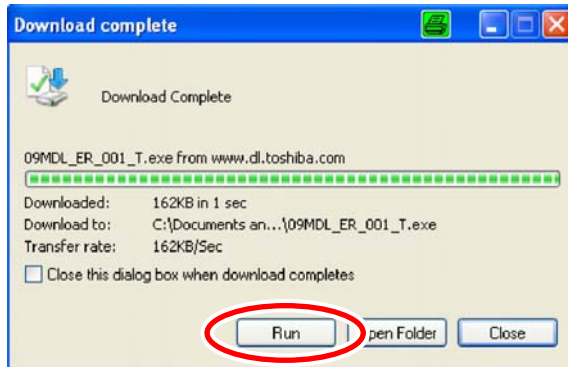 Download complete
Download Complete
09MDL_ER_001_T.exe from www.dl.toshiba.com
Downloaded: 162KB in 1 sec
Download to: C:\Documents an...\09MDL_ER_001_T.exe
Transfer rate: 162KB/Sec
Close this dialog box when download completes
Run pen Folder Close